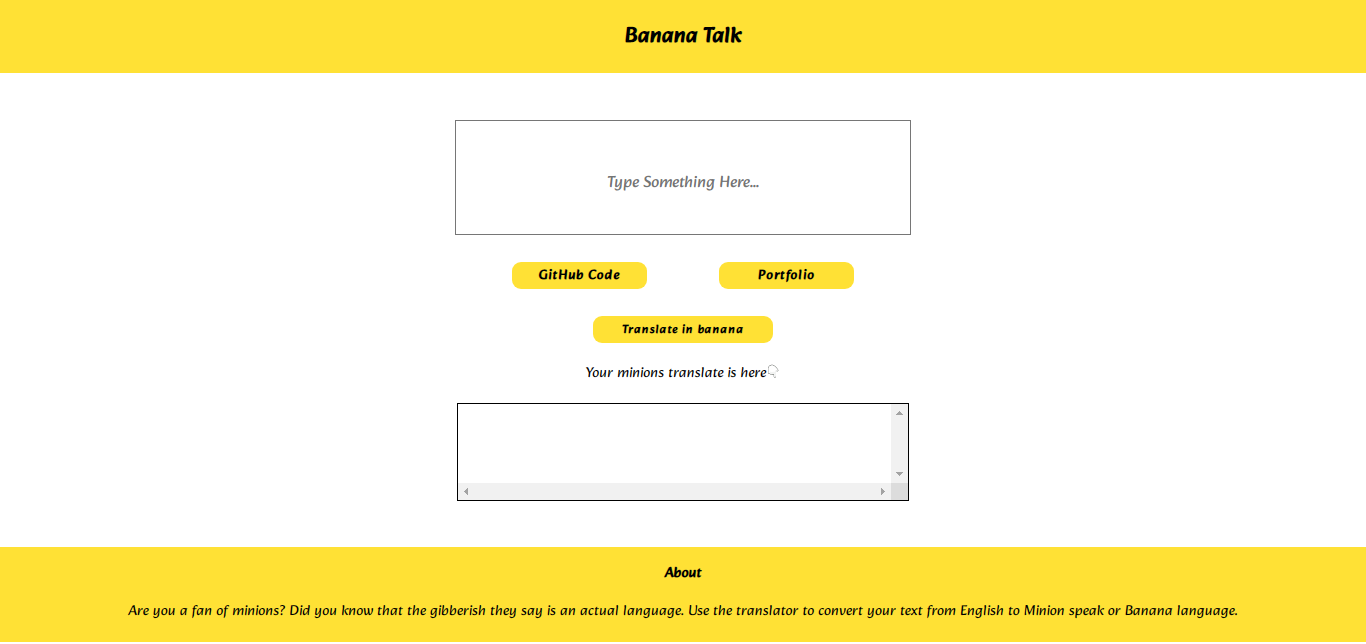 Banana Talk
Type Something Here...
GitHub Code
Portfolio
Translate in banana
Your minions translate is here👇
About
Are you a fan of minions? Did you know that the gibberish they say is an actual language. Use the translator to convert your text from English to Minion speak or Banana language.